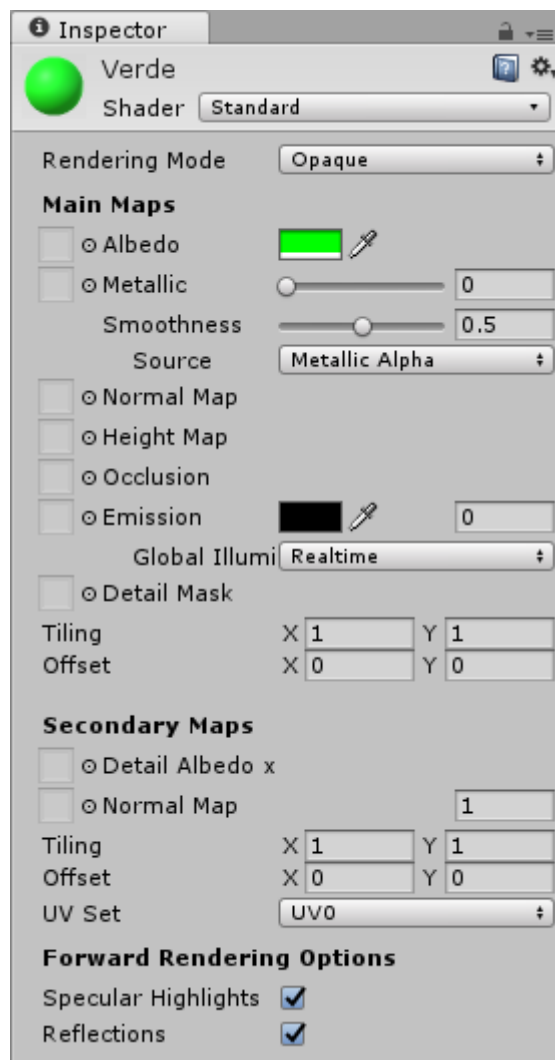 Inspector
Verde
Shader Standard
Rendering Mode Opaque
Main Maps
Albedo
Metallic 0
Smoothness 0.5
Source Metallic Alpha
Normal Map
Height Map
Occlusion
Emission 0
Global Illumi Realtime
Detail Mask
Tiling X 1 Y 1
Offset X 0 Y 0
Secondary Maps
Detail Albedo x
Normal Map 1
Tiling X 1 Y 1
Offset X 0 Y 0
UV Set UV0
Forward Rendering Options
Specular Highlights
Reflections